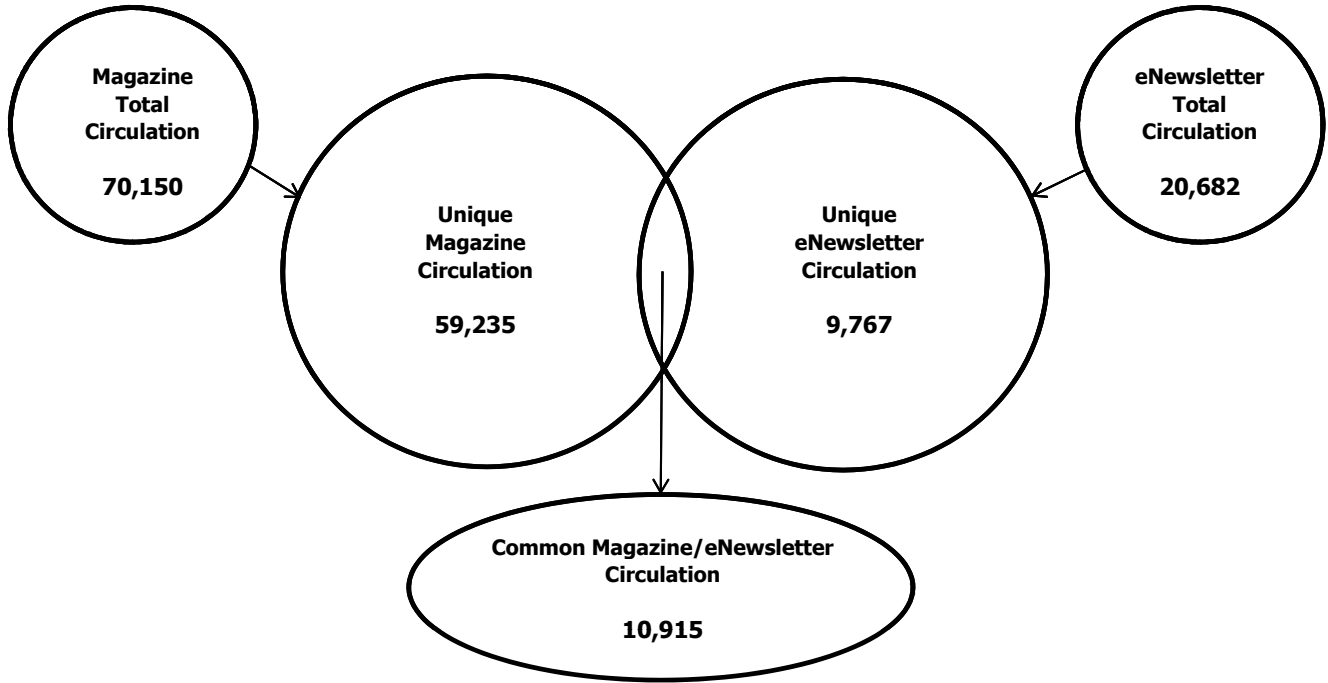 Magazine
Total
Circulation
70,150
eNewsletter
Total
Circulation
20,682
Unique
Magazine
Circulation
59,235
Unique
eNewsletter
Circulation
9,767
Common Magazine/eNewsletter
Circulation
10,915